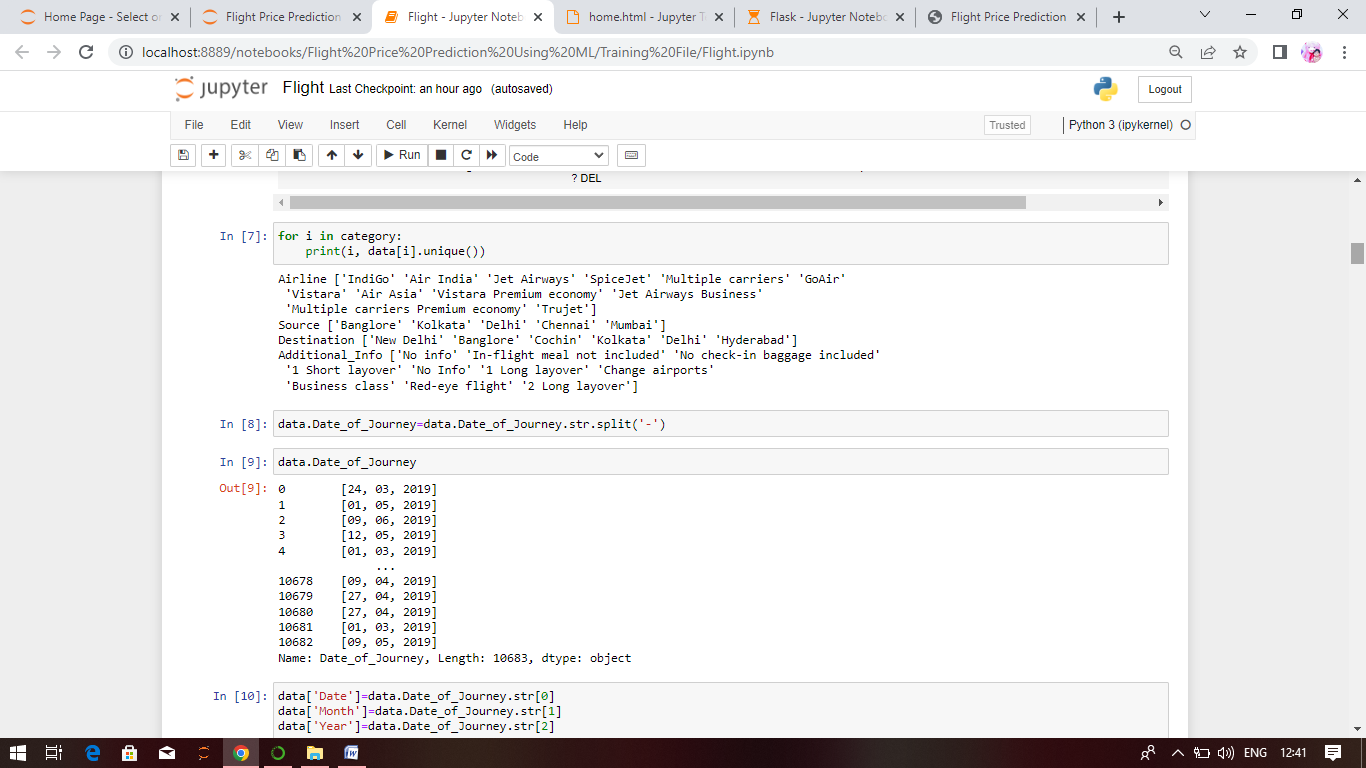 Home Page - Select or
Flight Price Prediction
Flight - Jupyter Noteb
home.html - Jupyter T
Flask - Jupyter Notebo
Flight Price Prediction
localhost:8889/notebooks/Flight%20Price%20Prediction%20Using%20ML/Training%20File/Flight.ipynb
jupyter Flight Last Checkpoint: an hour ago (autosaved)
Logout
File Edit View Insert Cell Kernel Widgets Help
Trusted
Python 3 (ipykernel)
Run
Code
? DEL
In [7]: for i in category:
print(i, data[i].unique())
Airline ['IndiGo' 'Air India' 'Jet Airways' 'SpiceJet' 'Multiple carriers' 'GoAir'
'Vistara' 'Air Asia' 'Vistara Premium economy' 'Jet Airways Business'
'Multiple carriers Premium economy' 'Trujet']
Source ['Banglore' 'Kolkata' 'Delhi' 'Chennai' 'Mumbai']
Destination ['New Delhi' 'Banglore' 'Cochin' 'Kolkata' 'Delhi' 'Hyderabad']
Additional_Info ['No info' 'In-flight meal not included' 'No check-in baggage included'
'1 Short layover' 'No Info' '1 Long layover' 'Change airports'
'Business class' 'Red-eye flight' '2 Long layover']
In [8]: data.Date_of_Journey=data.Date_of_Journey.str.split('-')
In [9]: data.Date_of_Journey
Out[9]: 0 [24, 03, 2019]
1 [01, 05, 2019]
2 [09, 06, 2019]
3 [12, 05, 2019]
4 [01, 03, 2019]
...
10678 [09, 04, 2019]
10679 [27, 04, 2019]
10680 [27, 04, 2019]
10681 [01, 03, 2019]
10682 [09, 05, 2019]
Name: Date_of_Journey, Length: 10683, dtype: object
In [10]: data['Date']=data.Date_of_Journey.str[0]
data['Month']=data.Date_of_Journey.str[1]
data['Year']=data.Date_of_Journey.str[2]
ENG 12:41